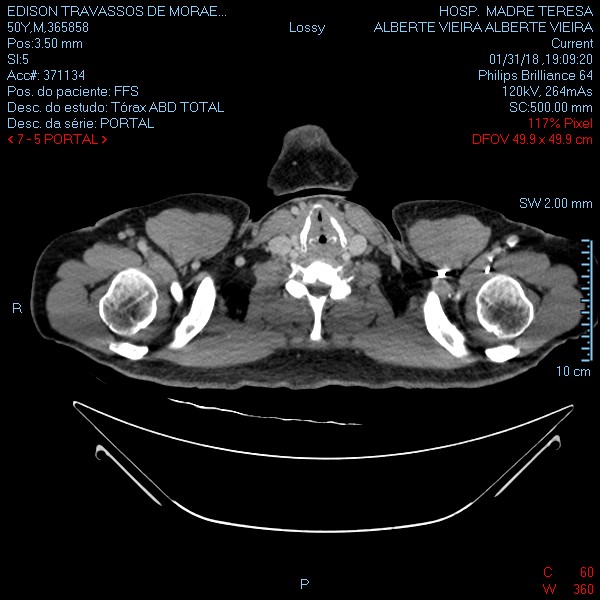 EDISON TRAVASSOS DE MORAE...
50Y,M,365858
Pos:3.50 mm
SI:5
Acc#: 371134
Pos. do paciente: FFS
Desc. do estudo: Tórax ABD TOTAL
Desc. da série: PORTAL
< 7 - 5 PORTAL >
Lossy
HOSP. MADRE TERESA
ALBERTE VIEIRA ALBERTE VIEIRA
Current
01/31/18 ,19:09:20
Philips Brilliance 64
120kV, 264mAs
SC:500.00 mm
117% Pixel
DFOV 49.9 x 49.9 cm
SW 2.00 mm
R
10 cm
P
C 60
W 360